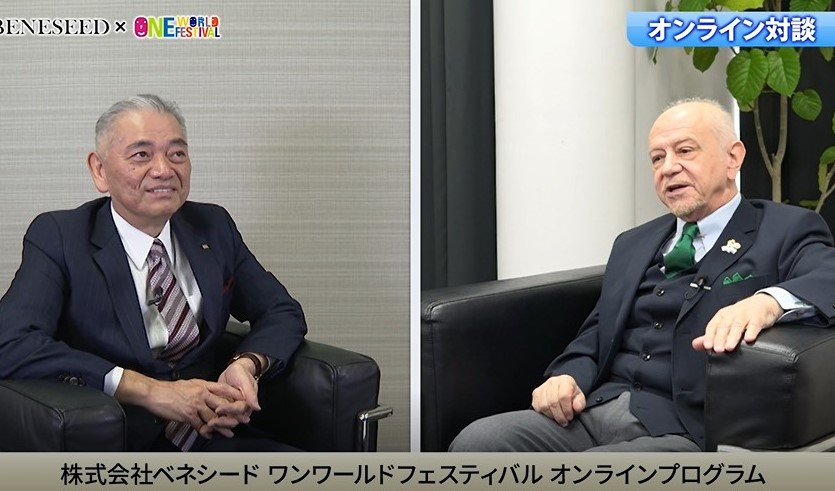 BENESEED × ONE WORLD FESTIVAL
オンライン対談
株式会社ベネシード ワンワールドフェスティバル オンラインプログラム